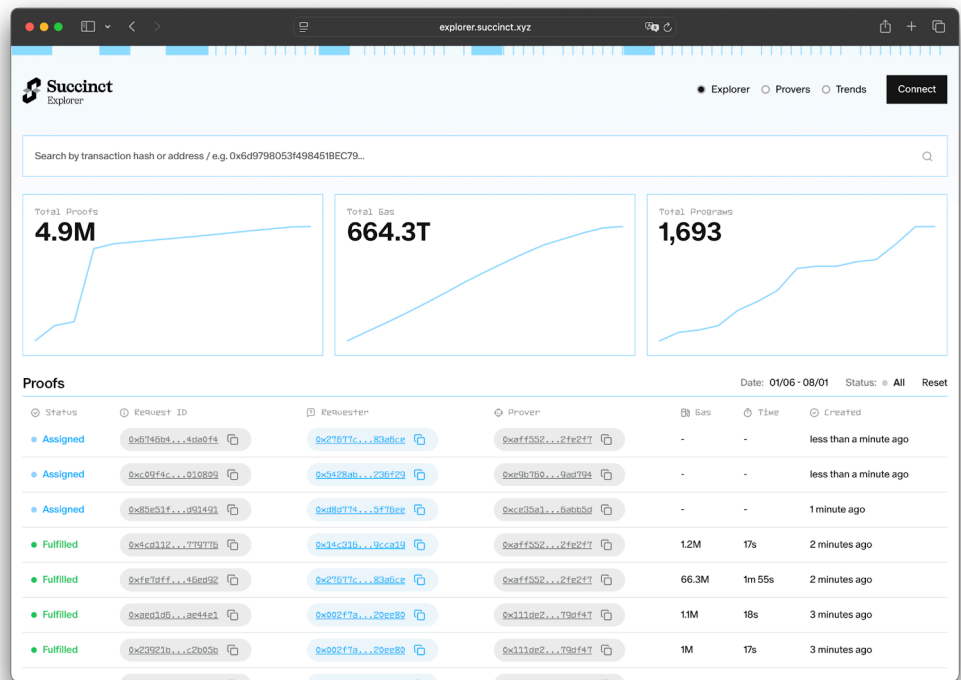 explorer.succinct.xyz
Succinct
Explorer
Explorer Provers Trends Connect
Search by transaction hash or address / e.g. 0x6d9798053f498451BEC79...
Total Proofs
4.9M
Total Gas
664.3T
Total Programs
1,693
Proofs
Date: 01/06 - 08/01 Status: All Reset
Status Request ID Requester Prover Gas Time Created
Assigned 0x6746b4...4da0f4 0x27677c...83a6ce 0xaff552...2fe2f7 - - less than a minute ago
Assigned 0xc09f4c...010809 0x5428ab...236f29 0xe9b760...9ad794 - - less than a minute ago
Assigned 0x85e51f...d91491 0xd8d774...5f76ee 0xce35a1...6abb5d - - 1 minute ago
Fulfilled 0x4cd112...779776 0x14c316...9cca19 0xaff552...2fe2f7 1.2M 17s 2 minutes ago
Fulfilled 0xfe7dff...46ed92 0x27677c...83a6ce 0xaff552...2fe2f7 66.3M 1m 55s 2 minutes ago
Fulfilled 0xaed1d6...ae44e1 0x002f7a...20ee80 0x111de2...79df47 1.1M 18s 3 minutes ago
Fulfilled 0x23921b...c2b05b 0x002f7a...20ee80 0x111de2...79df47 1M 17s 3 minutes ago